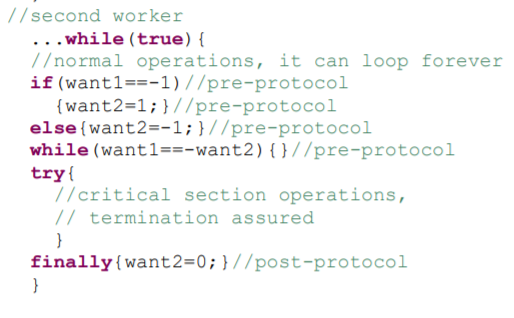 //second worker
...while(true){
//normal operations, it can loop forever
if(want1==-1)//pre-protocol
{want2=1;}//pre-protocol
else{want2=-1;}//pre-protocol
while(want1==-want2){}//pre-protocol
try{
//critical section operations,
// termination assured
}
finally{want2=0;}//post-protocol
}